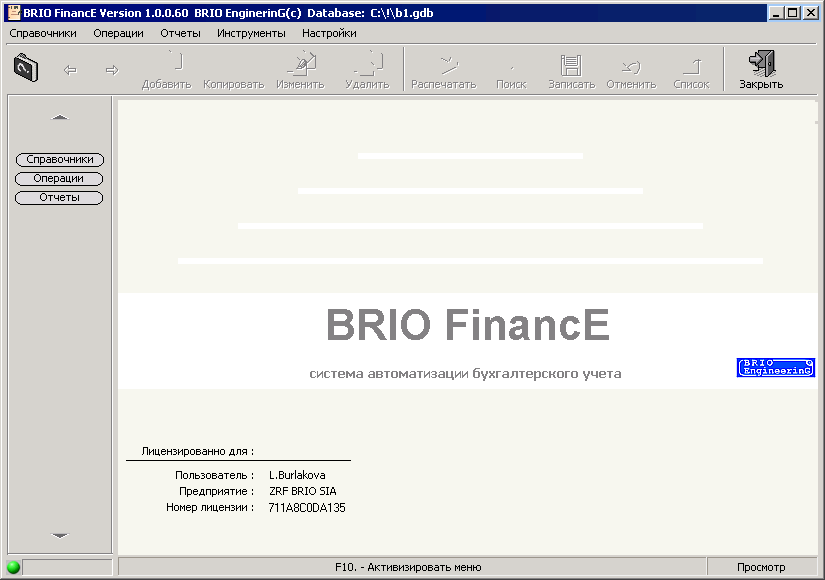 BRIO FinancE Version 1.0.0.60 BRIO EnginerinG(c) Database: C:\!\b1.gdb
Справочники Операции Отчеты Инструменты Настройки
Добавить Копировать Изменить Удалить Распечатать Поиск Записать Отменить Список Закрыть
Справочники
Операции
Отчеты
BRIO FinancE
система автоматизации бухгалтерского учета
BRIO
EngineerinG
Лицензированно для :
Пользователь : L.Burlakova
Предприятие : ZRF BRIO SIA
Номер лицензии : 711A8C0DA135
F10. - Активизировать меню Просмотр